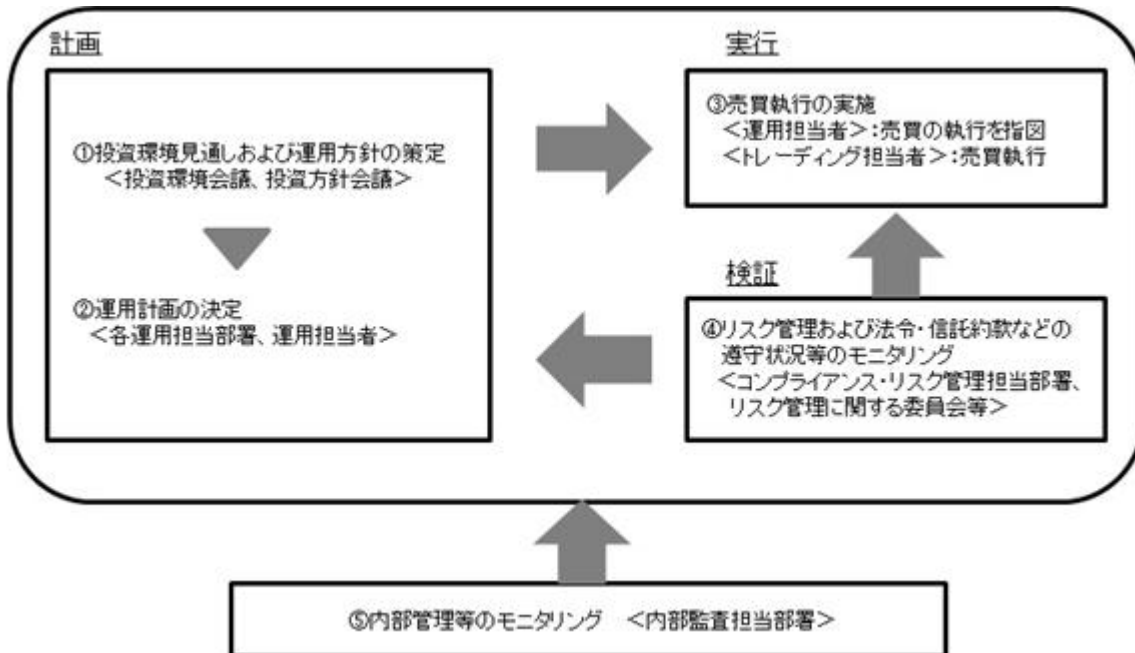 計画
①投資環境見通しおよび運用方針の策定
<投資環境会議、投資方針会議>
②運用計画の決定
<各運用担当部署、運用担当者>
実行
③売買執行の実施
<運用担当者>:売買の執行を指図
<トレーディング担当者>:売買執行
検証
④リスク管理および法令・信託約款などの
遵守状況等のモニタリング
<コンプライアンス・リスク管理担当部署、
リスク管理に関する委員会等>
⑤内部管理等のモニタリング <内部監査担当部署>